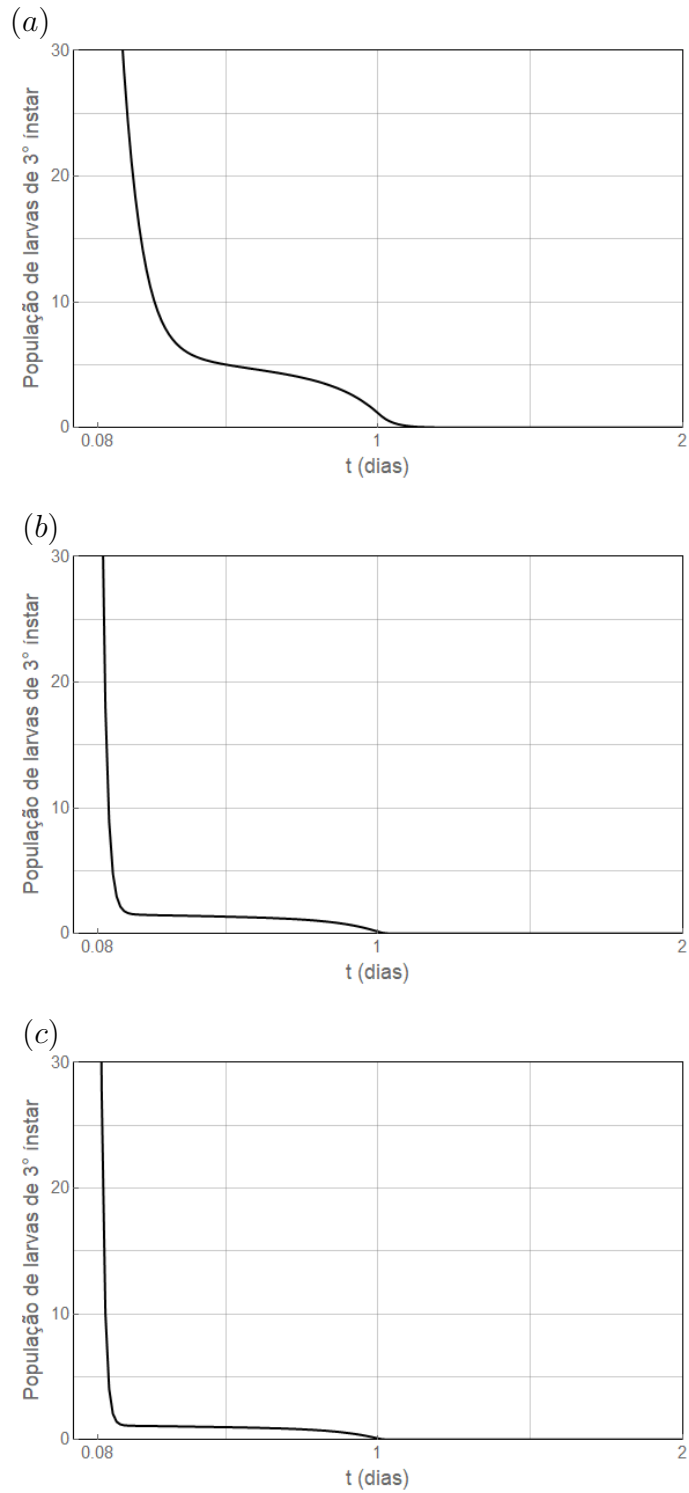 (a)
População de larvas de 3° ínstar
30
20
10
0
0.08 1 2
t (dias)
(b)
População de larvas de 3° ínstar
30
20
10
0
0.08 1 2
t (dias)
(c)
População de larvas de 3° ínstar
30
20
10
0
0.08 1 2
t (dias)